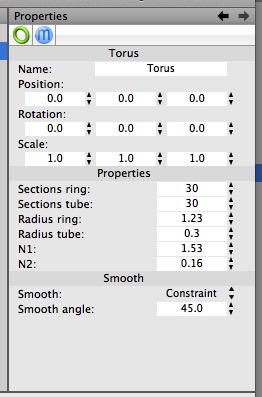 Properties
m
Torus
Name: Torus
Position:
0.0 0.0 0.0
Rotation:
0.0 0.0 0.0
Scale:
1.0 1.0 1.0
Properties
Sections ring: 30
Sections tube: 30
Radius ring: 1.23
Radius tube: 0.3
N1: 1.53
N2: 0.16
Smooth
Smooth: Constraint
Smooth angle: 45.0